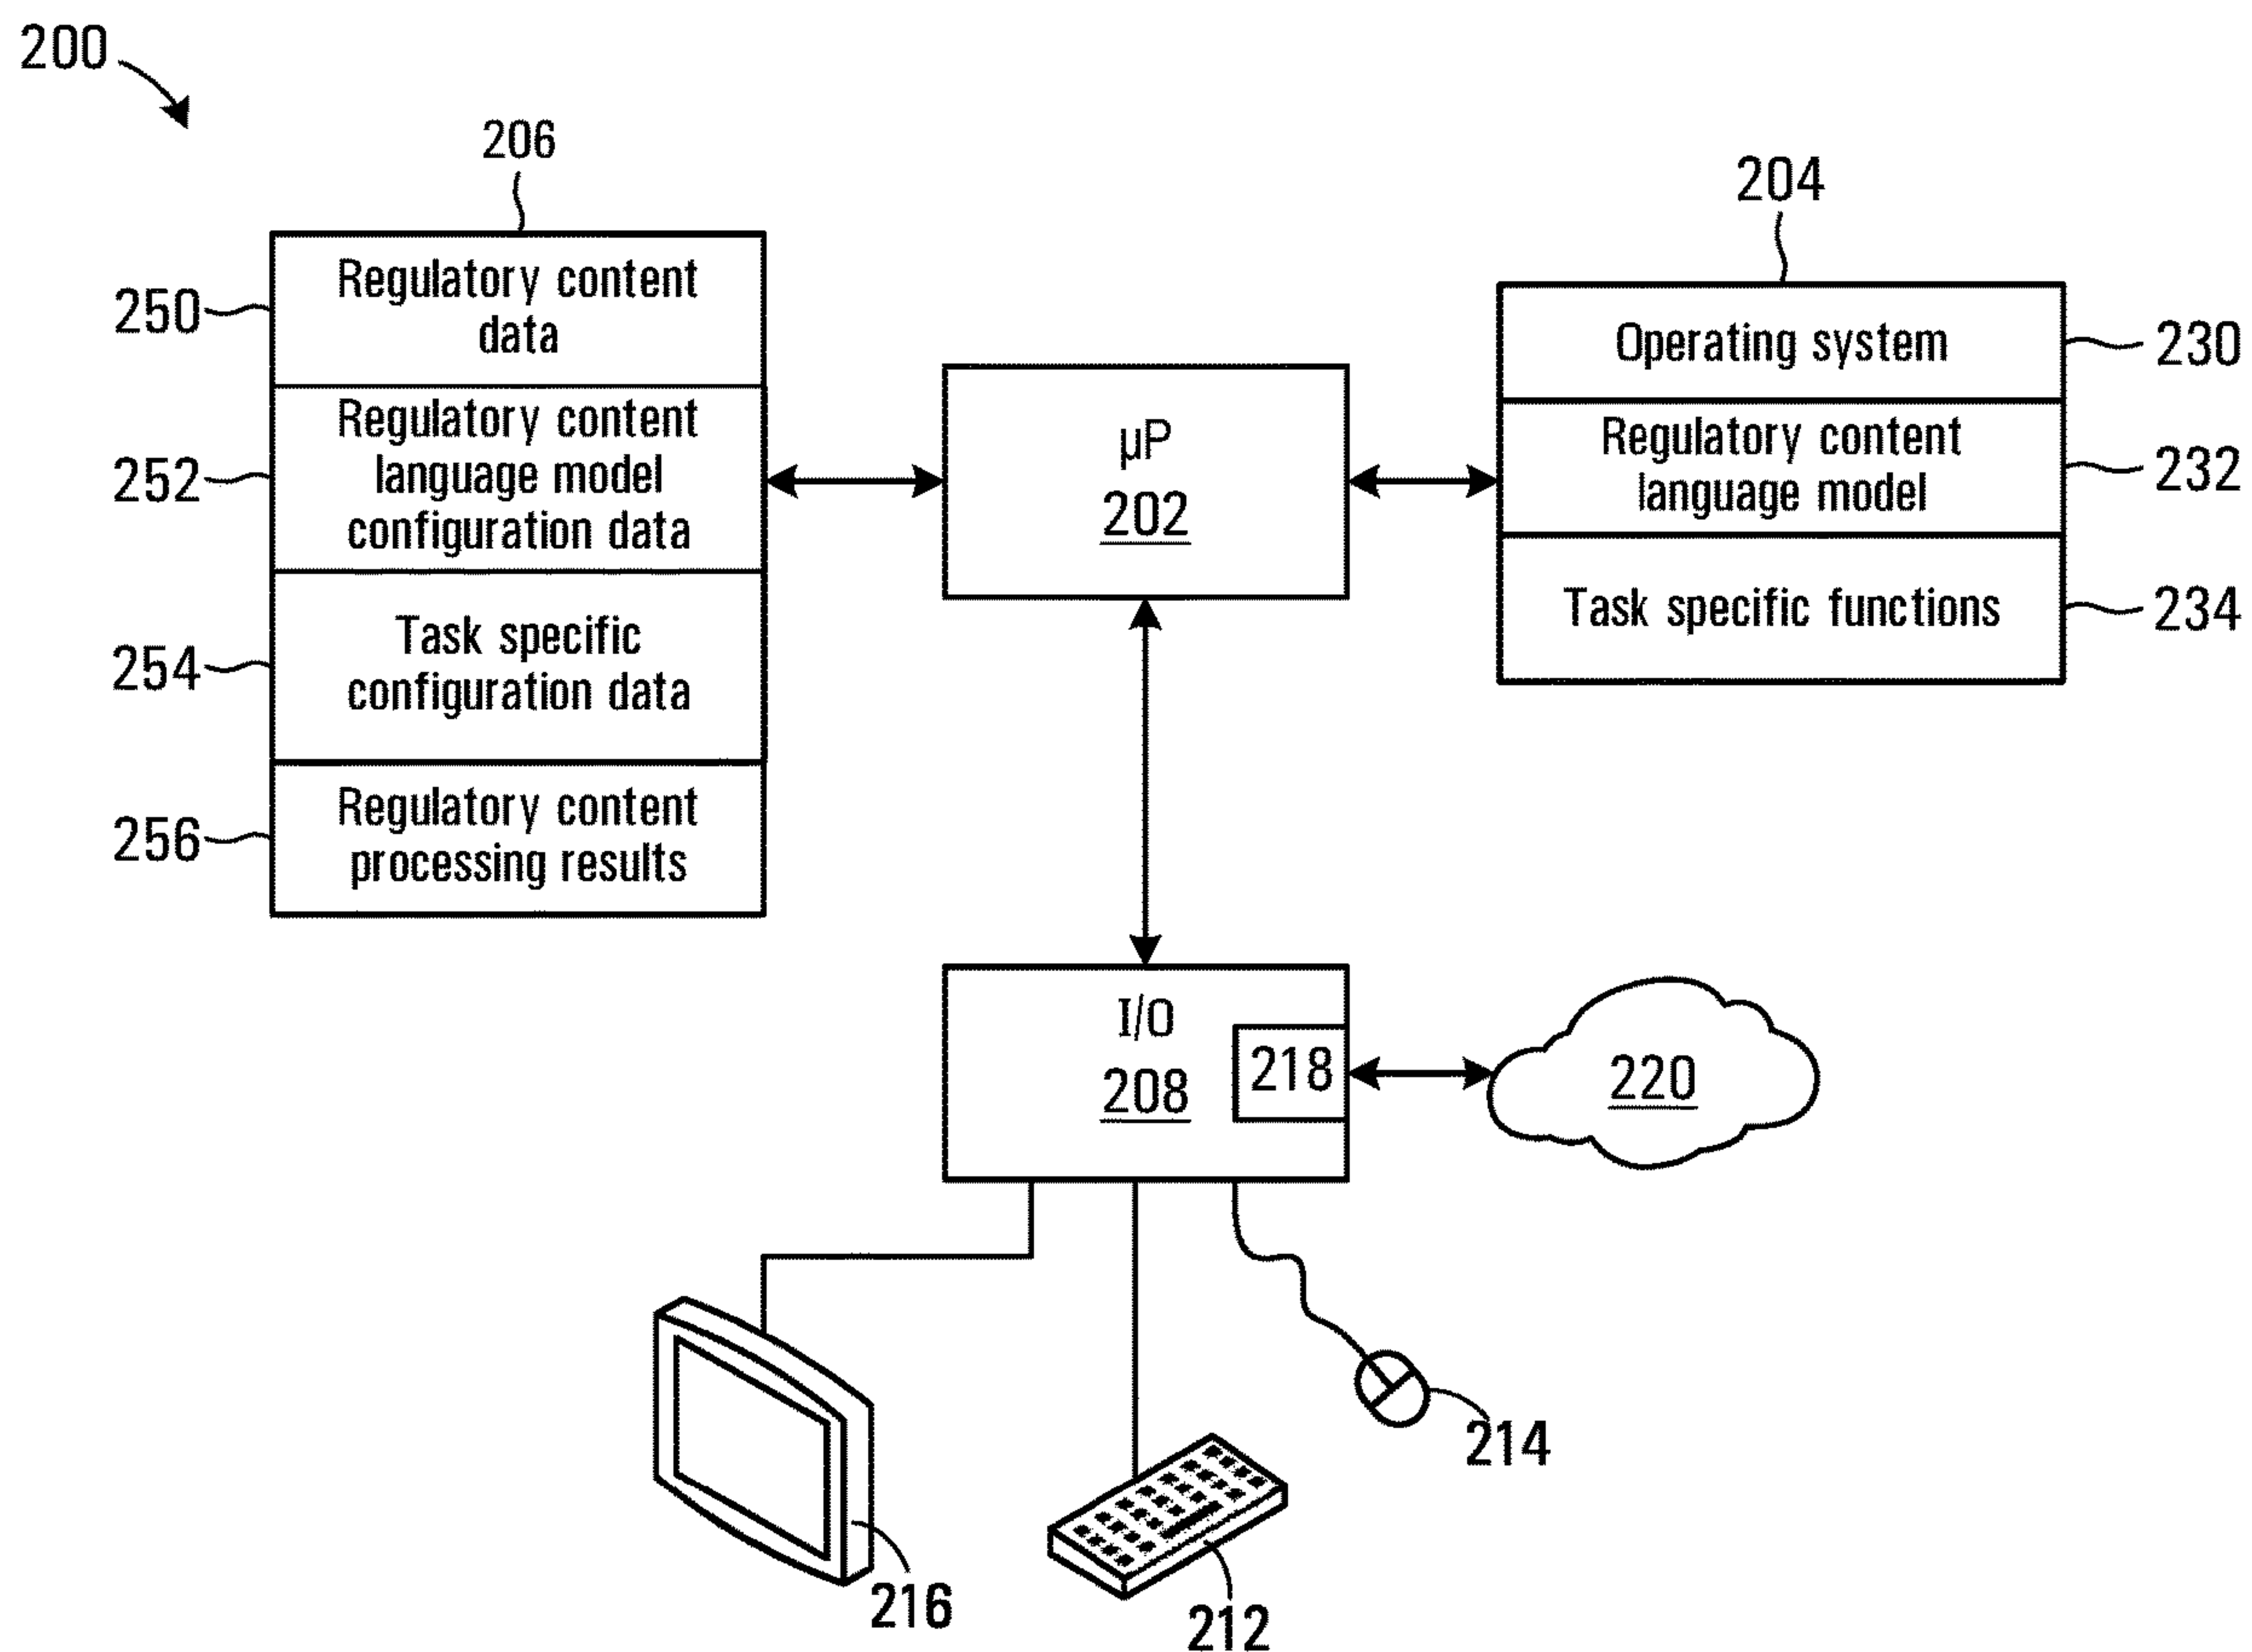 200
206
204
250
Regulatory content
data
Operating system
230
252
Regulatory content
language model
configuration data
µP
202
Regulatory content
language model
232
254
Task specific
configuration data
Task specific functions
234
256
Regulatory content
processing results
I/O
208
218
220
214
216
212